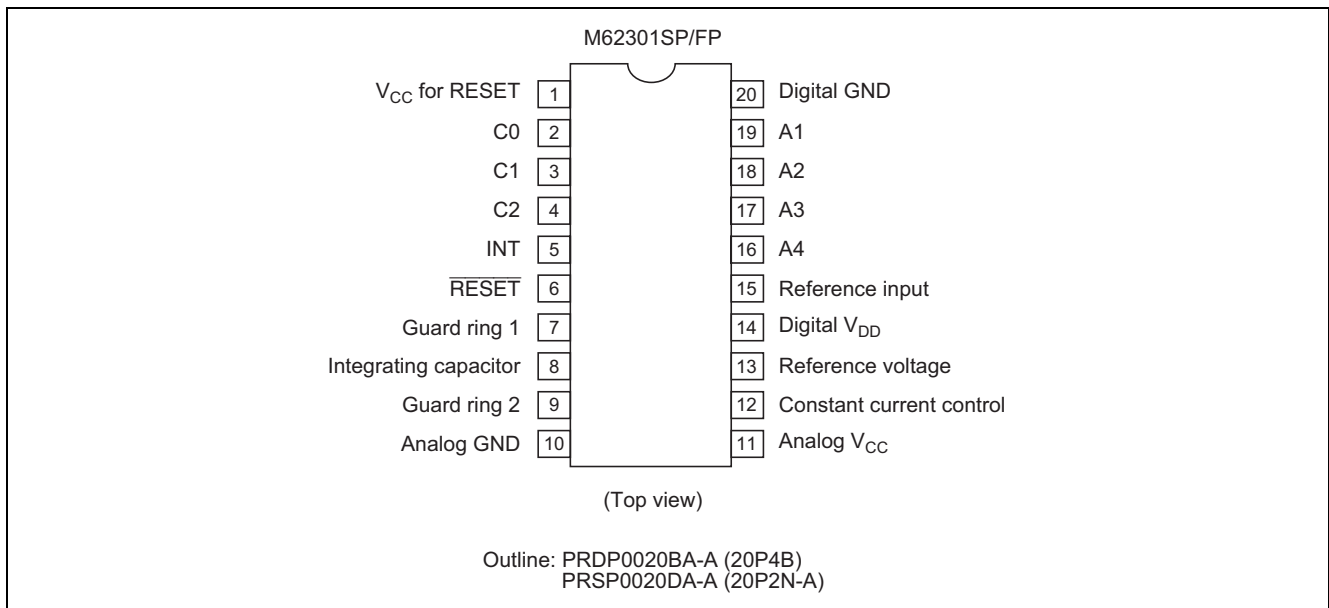 M62301SP/FP
V_CC for RESET 1 20 Digital GND
C0 2 19 A1
C1 3 18 A2
C2 4 17 A3
INT 5 16 A4
R̅E̅S̅E̅T̅ 6 15 Reference input
Guard ring 1 7 14 Digital V_DD
Integrating capacitor 8 13 Reference voltage
Guard ring 2 9 12 Constant current control
Analog GND 10 11 Analog V_CC
(Top view)
Outline: PRDP0020BA-A (20P4B)
PRSP0020DA-A (20P2N-A)